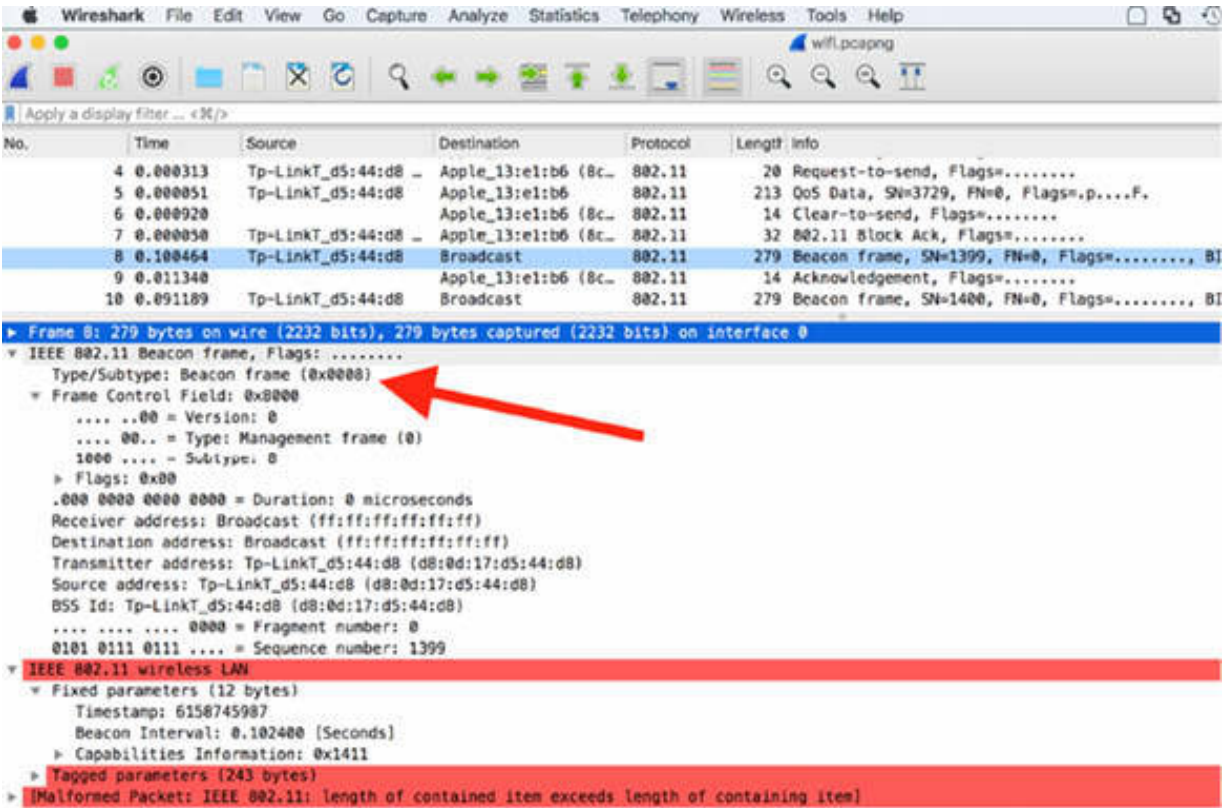 Wireshark File Edit View Go Capture Analyze Statistics Telephony Wireless Tools Help
wifi.pcapng
Apply a display filter ... <⌘/>
No. Time Source Destination Protocol Lengtl Info
4 0.000313 Tp-LinkT_d5:44:d8 … Apple_13:e1:b6 (8c… 802.11 20 Request-to-send, Flags=........
5 0.000051 Tp-LinkT_d5:44:d8 Apple_13:e1:b6 802.11 213 QoS Data, SN=3729, FN=0, Flags=.p....F.
6 0.000920 Apple_13:e1:b6 (8c… 802.11 14 Clear-to-send, Flags=........
7 0.000050 Tp-LinkT_d5:44:d8 … Apple_13:e1:b6 (8c… 802.11 32 802.11 Block Ack, Flags=........
8 0.100464 Tp-LinkT_d5:44:d8 Broadcast 802.11 279 Beacon frame, SN=1399, FN=0, Flags=........, BI
9 0.011340 Apple_13:e1:b6 (8c… 802.11 14 Acknowledgement, Flags=........
10 0.091189 Tp-LinkT_d5:44:d8 Broadcast 802.11 279 Beacon frame, SN=1400, FN=0, Flags=........, BI
Frame 8: 279 bytes on wire (2232 bits), 279 bytes captured (2232 bits) on interface 0
IEEE 802.11 Beacon frame, Flags: ........
Type/Subtype: Beacon frame (0x0008)
Frame Control Field: 0x8000
.... ..00 = Version: 0
.... 00.. = Type: Management frame (0)
1000 .... = Subtype: 8
Flags: 0x00
.000 0000 0000 0000 = Duration: 0 microseconds
Receiver address: Broadcast (ff:ff:ff:ff:ff:ff)
Destination address: Broadcast (ff:ff:ff:ff:ff:ff)
Transmitter address: Tp-LinkT_d5:44:d8 (d8:0d:17:d5:44:d8)
Source address: Tp-LinkT_d5:44:d8 (d8:0d:17:d5:44:d8)
BSS Id: Tp-LinkT_d5:44:d8 (d8:0d:17:d5:44:d8)
.... .... .... 0000 = Fragment number: 0
0101 0111 0111 .... = Sequence number: 1399
IEEE 802.11 wireless LAN
Fixed parameters (12 bytes)
Timestamp: 6158745987
Beacon Interval: 0.102400 [Seconds]
Capabilities Information: 0x1411
Tagged parameters (243 bytes)
[Malformed Packet: IEEE 802.11: length of contained item exceeds length of containing item]